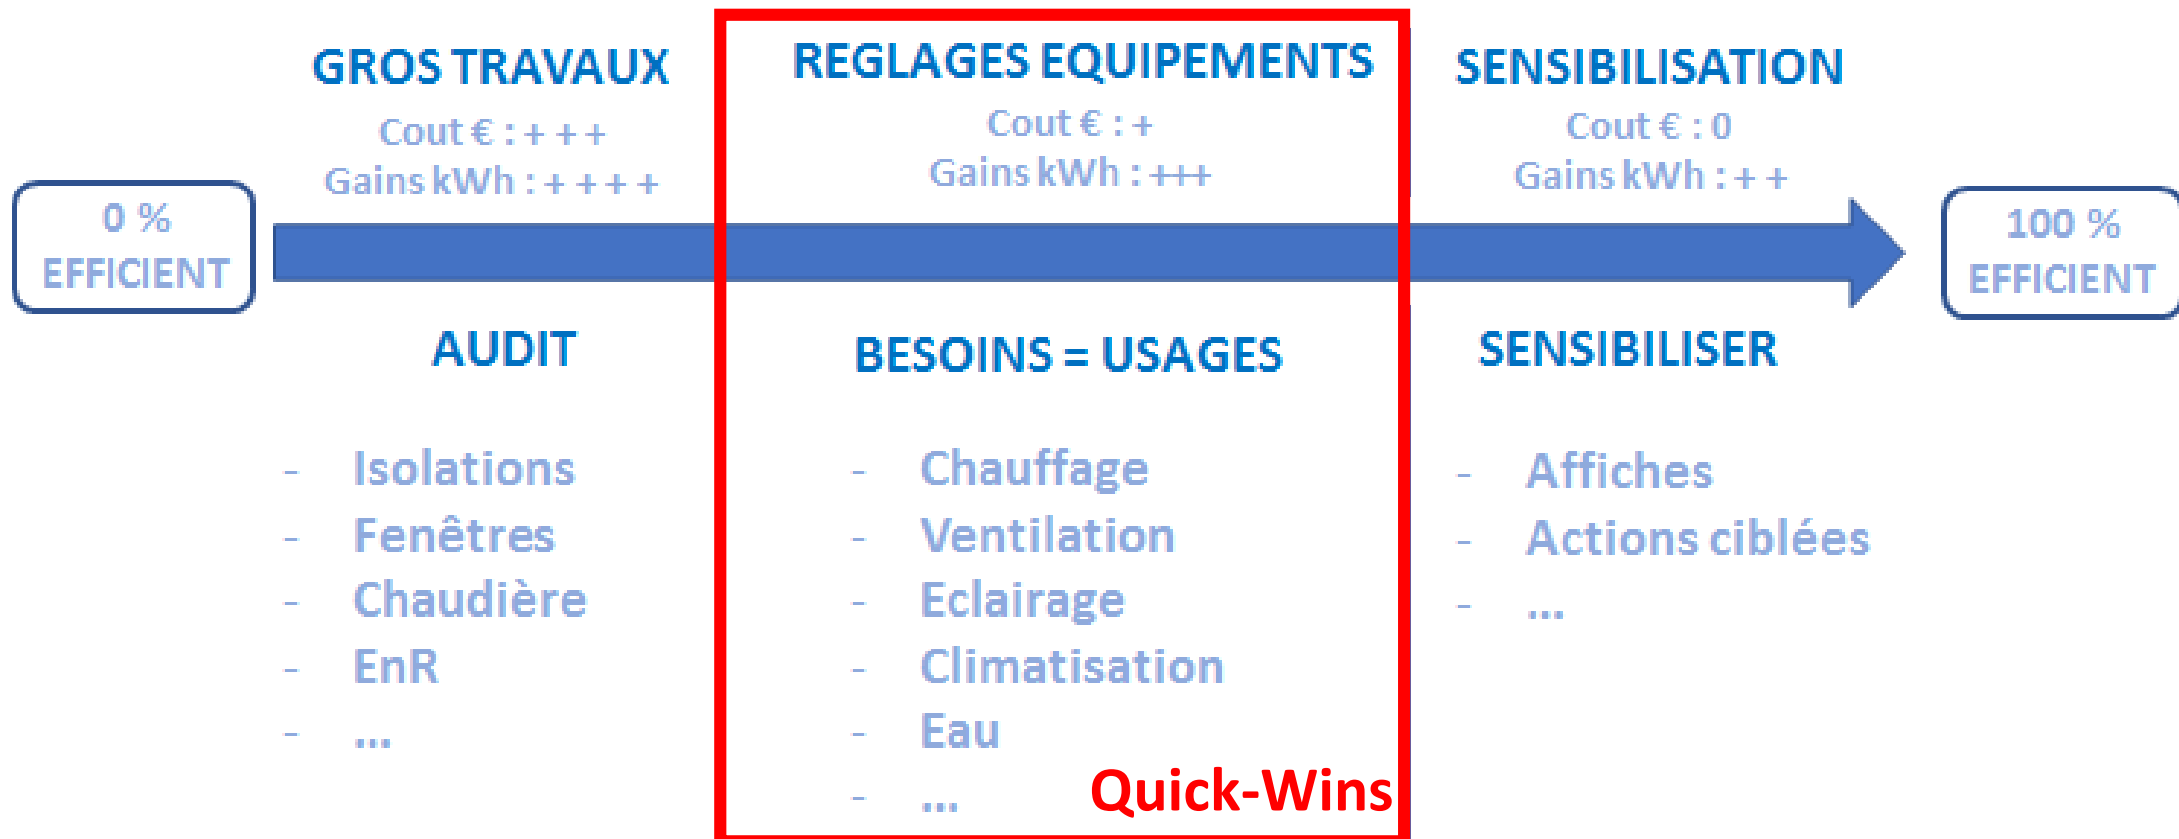 GROS TRAVAUX
Cout € : + + +
Gains kWh : + + + +
REGLAGES EQUIPEMENTS
Cout € : +
Gains kWh : +++
SENSIBILISATION
Cout € : 0
Gains kWh : + +
0 %
EFFICIENT
100 %
EFFICIENT
AUDIT
- Isolations
- Fenêtres
- Chaudière
- EnR
- ...
BESOINS = USAGES
- Chauffage
- Ventilation
- Eclairage
- Climatisation
- Eau
- ...
Quick-Wins
SENSIBILISER
- Affiches
- Actions ciblées
- ...